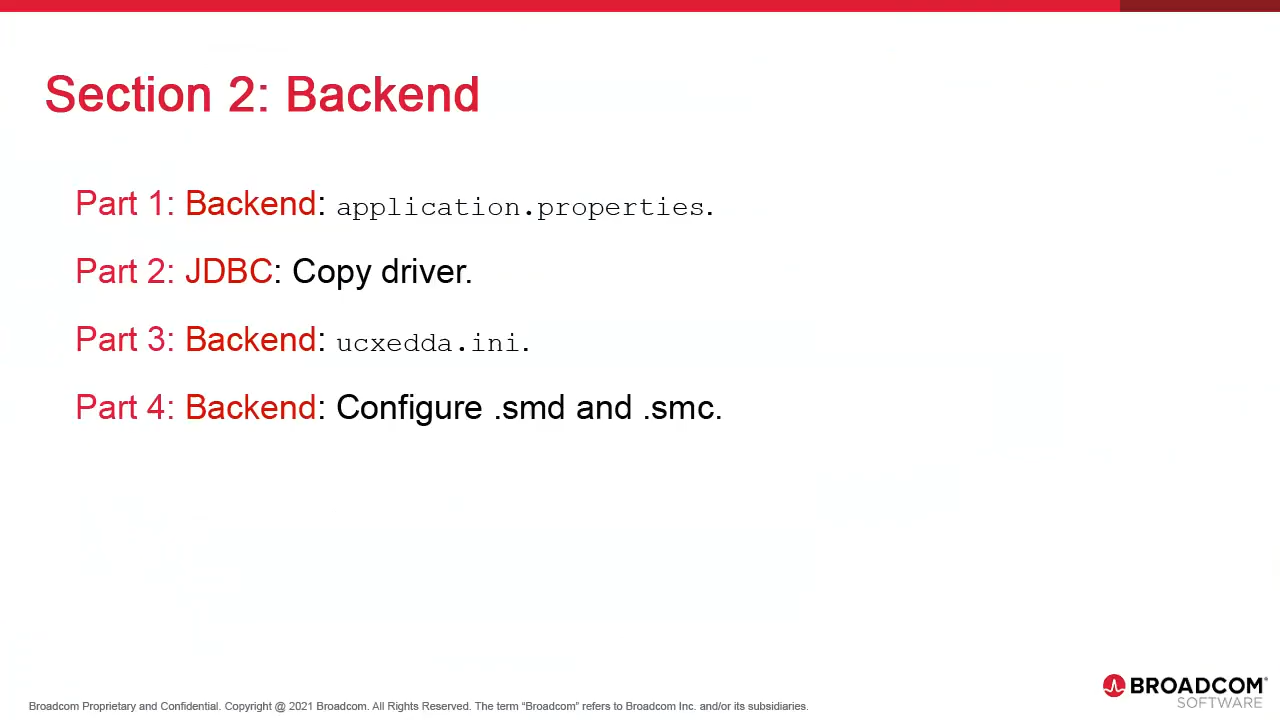 Section 2: Backend
Part 1: Backend: application.properties.
Part 2: JDBC: Copy driver.
Part 3: Backend: ucxedda.ini.
Part 4: Backend: Configure .smd and .smc.
BROADCOM®
SOFTWARE
Broadcom Proprietary and Confidential. Copyright @ 2021 Broadcom. All Rights Reserved. The term “Broadcom” refers to Broadcom Inc. and/or its subsidiaries.